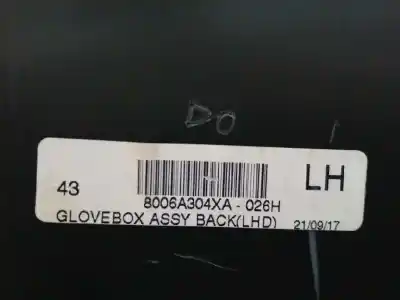 DO
43
LH
8006A304XA - 026H
GLOVEBOX ASSY BACK(LHD) 21/09/17